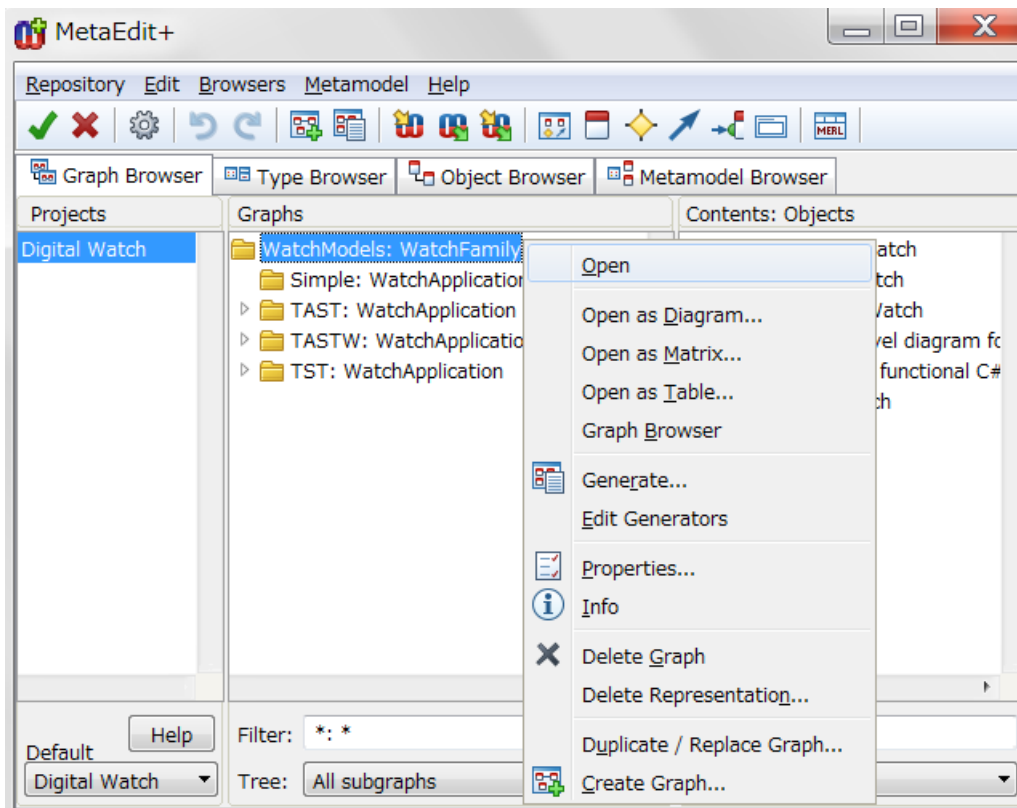 MetaEdit+
Repository Edit Browsers Metamodel Help
MERL
Graph Browser Type Browser Object Browser Metamodel Browser
Projects Graphs Contents: Objects
Digital Watch
WatchModels: WatchFamily
Simple: WatchApplication
TAST: WatchApplication
TASTW: WatchApplicatio
TST: WatchApplication
atch
tch
Watch
vel diagram fo
functional C#
ch
Open
Open as Diagram...
Open as Matrix...
Open as Table...
Graph Browser
Generate...
Edit Generators
Properties...
Info
Delete Graph
Delete Representation...
Duplicate / Replace Graph...
Create Graph...
Help
Default
Digital Watch
Filter: *: *
Tree: All subgraphs